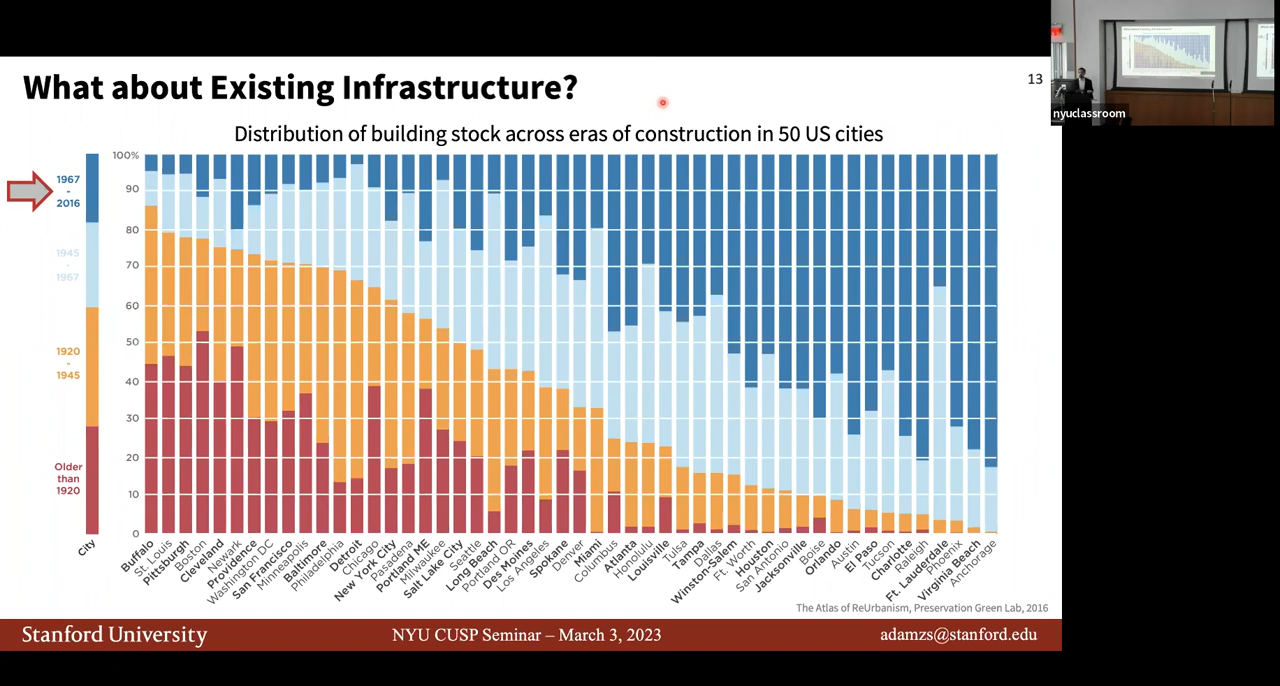 What about Existing Infrastructure?
13
nyuclassroom
Distribution of building stock across eras of construction in 50 US cities
1967
-
2016
1945
-
1967
1920
-
1945
Older
than
1920
100%
90
80
70
60
50
40
30
20
10
0
City
Buffalo
St. Louis
Pittsburgh
Boston
Cleveland
Newark
Providence
Washington DC
San Francisco
Minneapolis
Baltimore
Philadelphia
Detroit
Chicago
New York City
Pasadena
Portland ME
Milwaukee
Salt Lake City
Seattle
Long Beach
Portland OR
Des Moines
Los Angeles
Spokane
Denver
Miami
Columbus
Atlanta
Honolulu
Louisville
Tulsa
Tampa
Dallas
Winston-Salem
Ft. Worth
Houston
San Antonio
Jacksonville
Boise
Orlando
Austin
El Paso
Tucson
Charlotte
Raleigh
Ft. Lauderdale
Phoenix
Virginia Beach
Anchorage
The Atlas of ReUrbanism, Preservation Green Lab, 2016
Stanford University
NYU CUSP Seminar – March 3, 2023
adamzs@stanford.edu